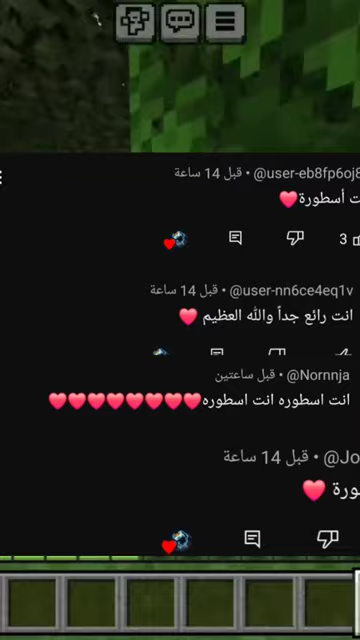 @user-eb8fp6oj8 • قبل 14 ساعة
أسطورة❤️
3
@user-nn6ce4eq1v • قبل 14 ساعة
انت رائع جداً والله العظيم ❤️
@Nornnja • قبل ساعتين
انت اسطوره انت اسطوره❤️❤️❤️❤️❤️❤️❤️❤️❤️
@Jo • قبل 14 ساعة